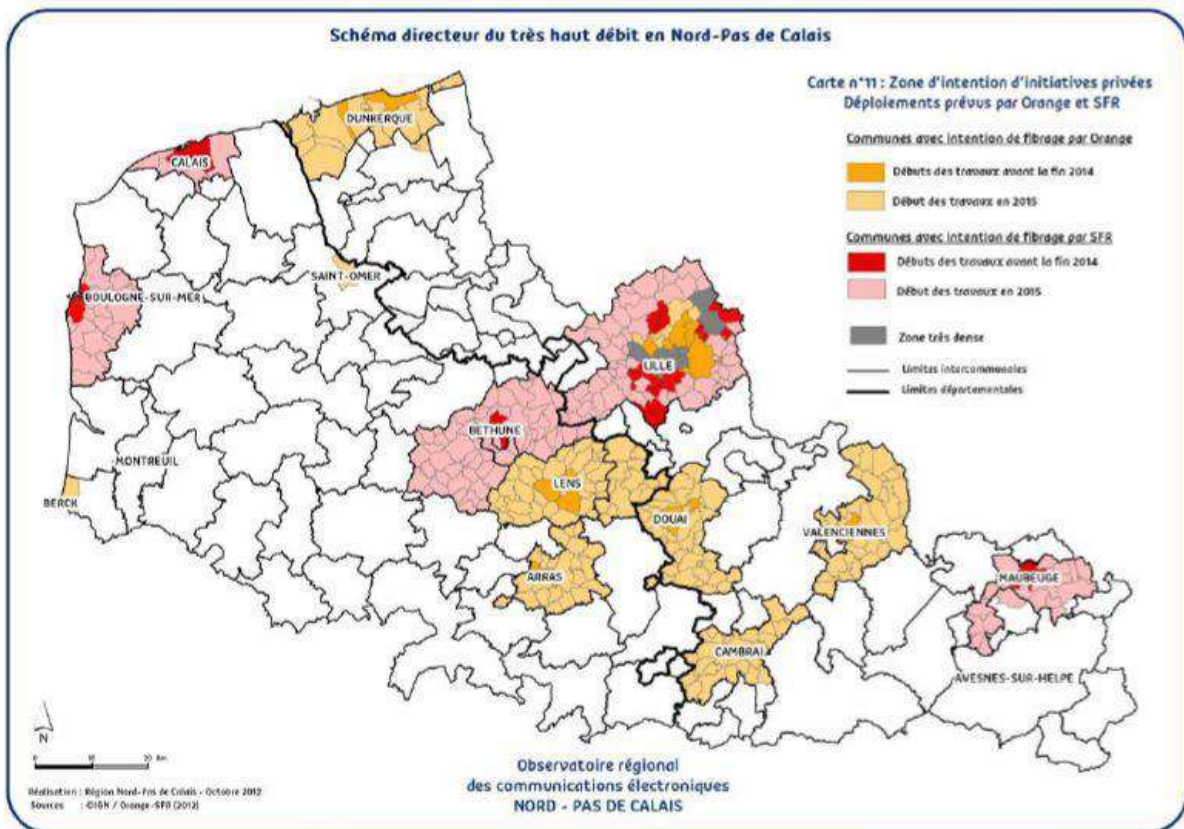 Schéma directeur du très haut débit en Nord-Pas de Calais
Carte n°11 : Zone d'intention d'initiatives privées
Déploiements prévus par Orange et SFR
Communes avec intention de fibrage par Orange
Débuts des travaux avant la fin 2014
Début des travaux en 2015
Communes avec intention de fibrage par SFR
Débuts des travaux avant la fin 2014
Début des travaux en 2015
Zone très dense
Limites intercommunales
Limites départementales
DUNKERQUE
CALAIS
SAINT-OMER
BOULOGNE-SUR-MER
LILLE
BETHUNE
MONTREUIL
LENS
BERCK
DOUAI
VALENCIENNES
ARRAS
MAUBEUGE
CAMBRAI
AVESNES-SUR-HELPE
N
0 10 20 Km
Observatoire régional
des communications électroniques
NORD - PAS DE CALAIS
Réalisation : Région Nord-Pas de Calais - Octobre 2012
Sources : ©IGN / Orange-SFR (2012)